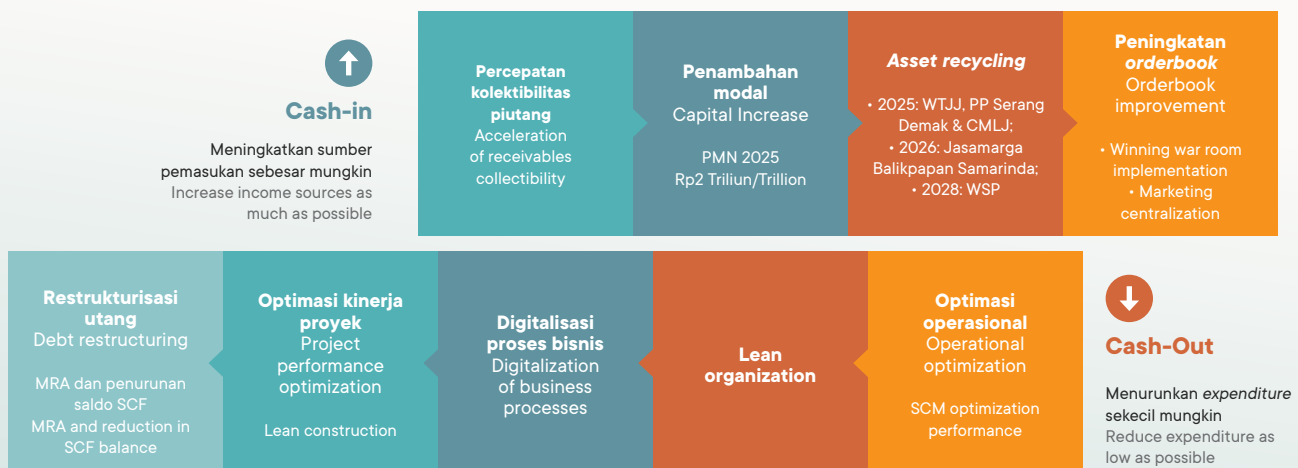 Cash-in
Meningkatkan sumber
pemasukan sebesar mungkin
Increase income sources as
much as possible
Percepatan
kolektibilitas
piutang
Acceleration
of receivables
collectibility
Penambahan
modal
Capital Increase
PMN 2025
Rp2 Triliun/Trillion
Asset recycling
• 2025: WTJJ, PP Serang
Demak & CMLJ;
• 2026: Jasamarga
Balikpapan Samarinda;
• 2028: WSP
Peningkatan
orderbook
Orderbook
improvement
• Winning war room
implementation
• Marketing
centralization
Restrukturisasi
utang
Debt restructuring
MRA dan penurunan
saldo SCF
MRA and reduction in
SCF balance
Optimasi kinerja
proyek
Project
performance
optimization
Lean construction
Digitalisasi
proses bisnis
Digitalization
of business
processes
Lean
organization
Optimasi
operasional
Operational
optimization
SCM optimization
performance
Cash-Out
Menurunkan expenditure
sekecil mungkin
Reduce expenditure as
low as possible